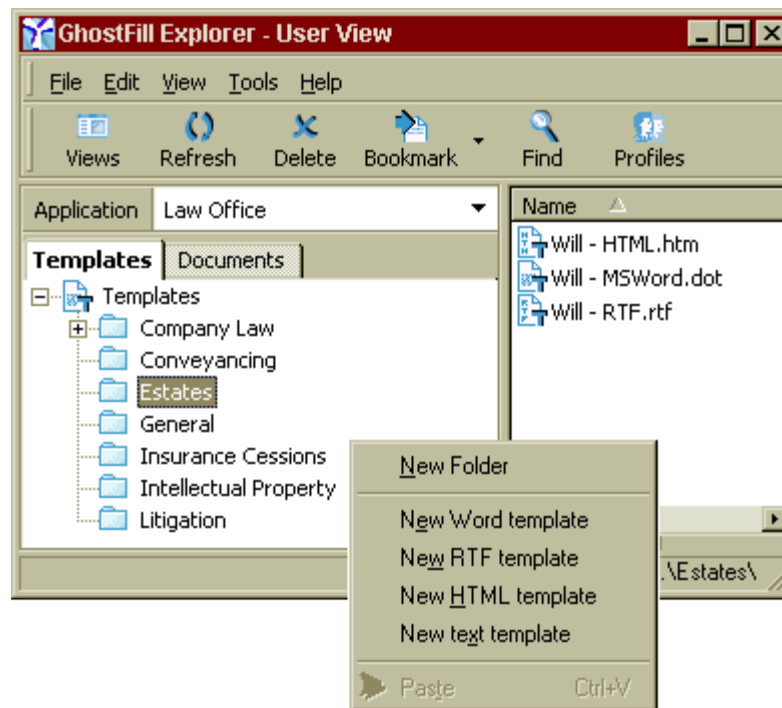 GhostFill Explorer - User View
File Edit View Tools Help
Views Refresh Delete Bookmark Find Profiles
Application Law Office
Templates Documents
Templates
Company Law
Conveyancing
Estates
General
Insurance Cessions
Intellectual Property
Litigation
Name
Will - HTML.htm
Will - MSWord.dot
Will - RTF.rtf
.\Estates\
New Folder
New Word template
New RTF template
New HTML template
New text template
Paste Ctrl+V